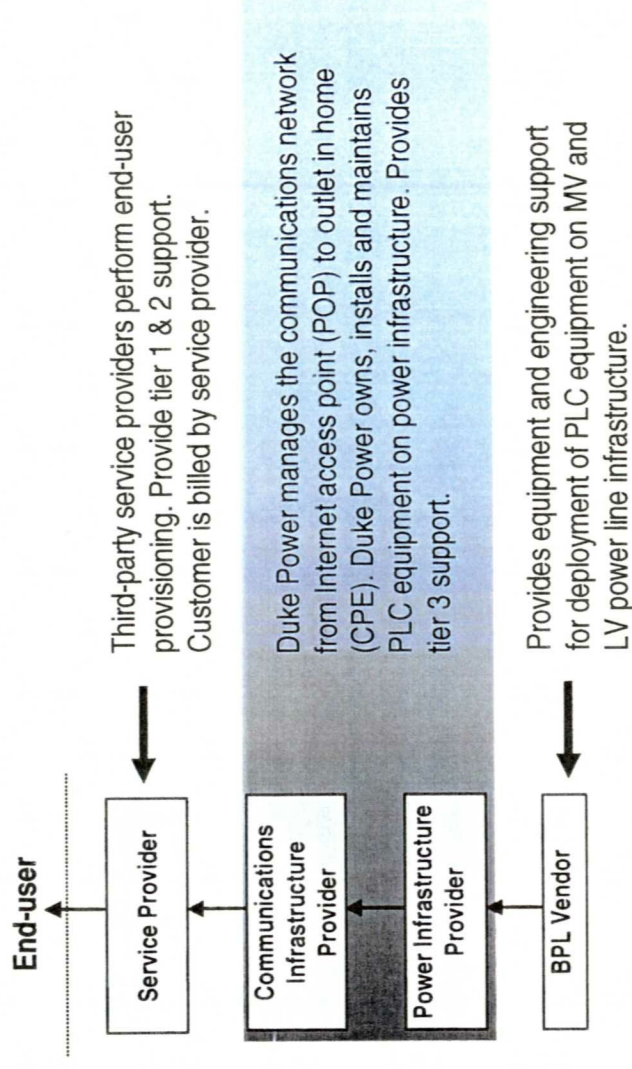 End-user
Service Provider
Third-party service providers perform end-user
provisioning. Provide tier 1 & 2 support.
Customer is billed by service provider.
Communications
Infrastructure
Provider
Power Infrastructure
Provider
Duke Power manages the communications network
from Internet access point (POP) to outlet in home
(CPE). Duke Power owns, installs and maintains
PLC equipment on power infrastructure. Provides
tier 3 support.
BPL Vendor
Provides equipment and engineering support
for deployment of PLC equipment on MV and
LV power line infrastructure.